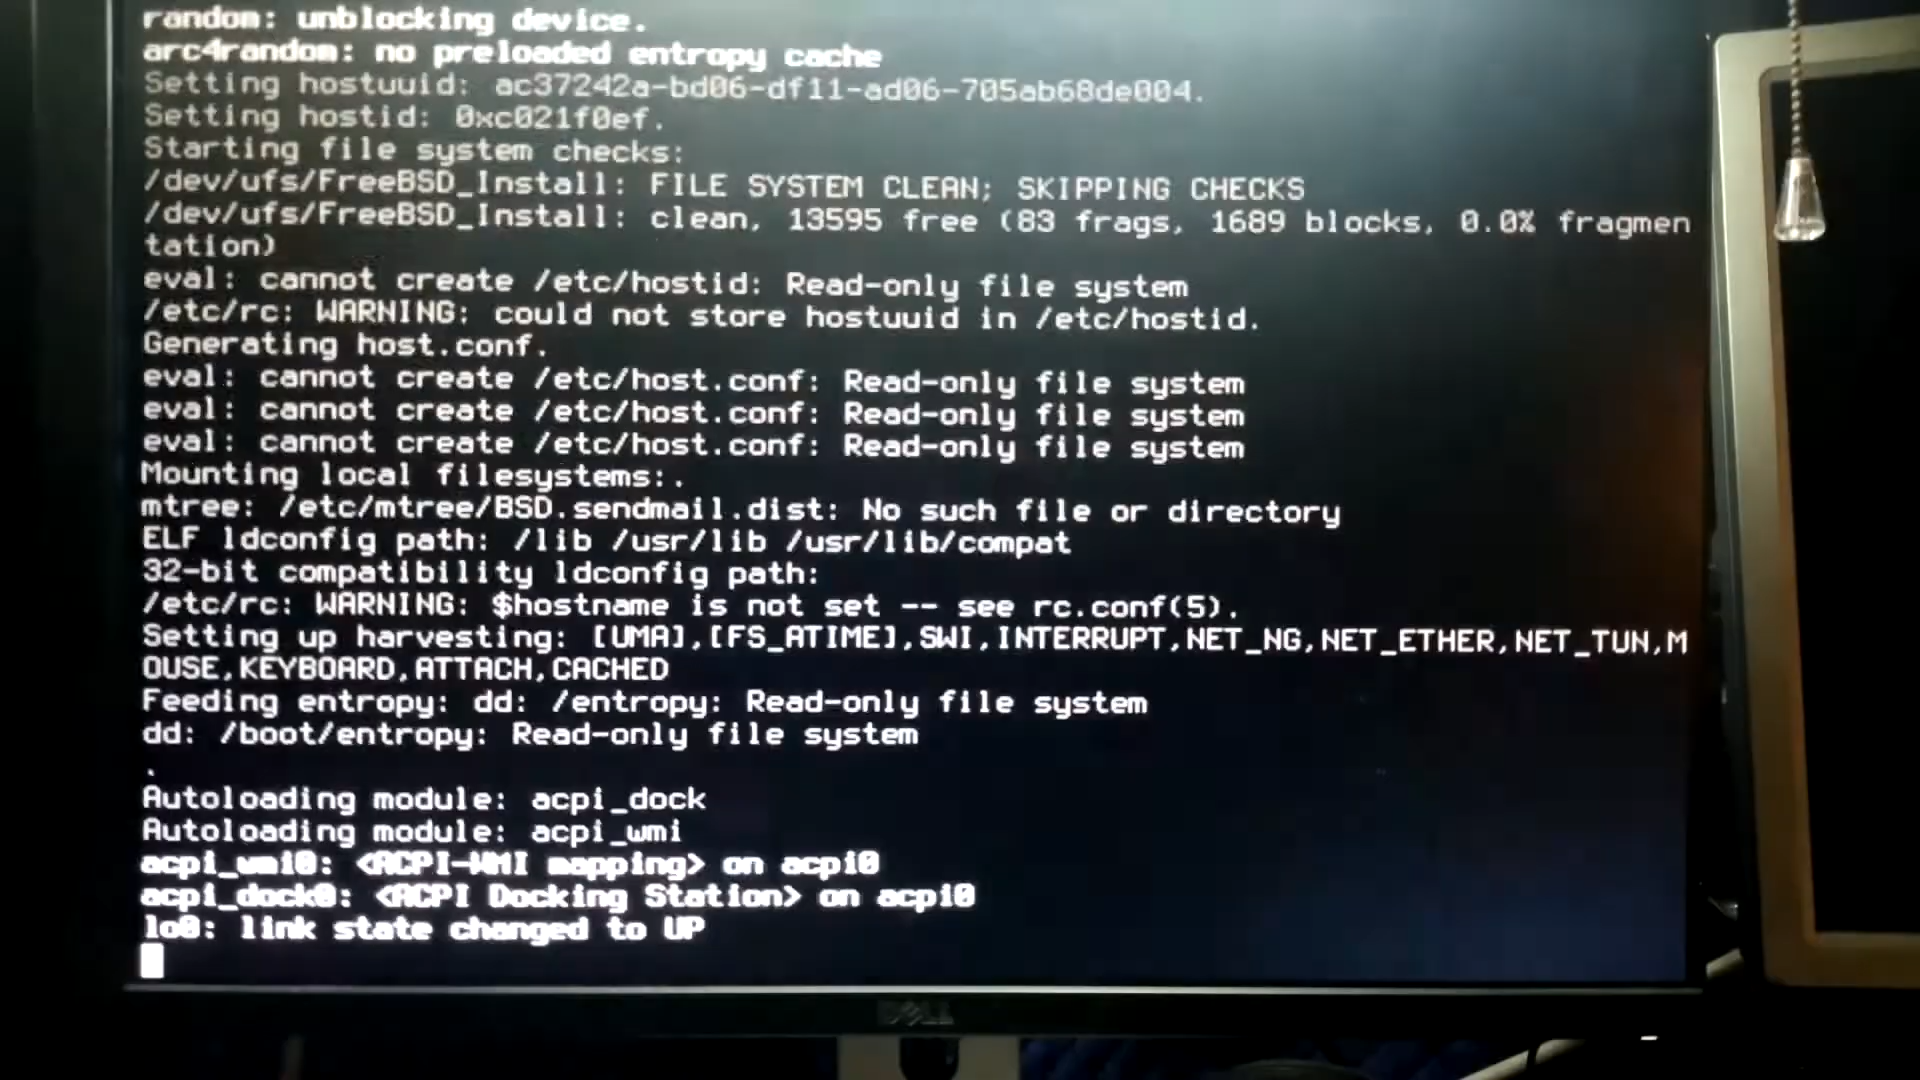 random: unblocking device.
arc4random: no preloaded entropy cache
Setting hostuuid: ac37242a-bd06-df11-ad06-705ab68de004.
Setting hostid: 0xc021f0ef.
Starting file system checks:
/dev/ufs/FreeBSD_Install: FILE SYSTEM CLEAN; SKIPPING CHECKS
/dev/ufs/FreeBSD_Install: clean, 13595 free (83 frags, 1689 blocks, 0.0% fragmen
tation)
eval: cannot create /etc/hostid: Read-only file system
/etc/rc: WARNING: could not store hostuuid in /etc/hostid.
Generating host.conf.
eval: cannot create /etc/host.conf: Read-only file system
eval: cannot create /etc/host.conf: Read-only file system
eval: cannot create /etc/host.conf: Read-only file system
Mounting local filesystems:.
mtree: /etc/mtree/BSD.sendmail.dist: No such file or directory
ELF ldconfig path: /lib /usr/lib /usr/lib/compat
32-bit compatibility ldconfig path:
/etc/rc: WARNING: $hostname is not set -- see rc.conf(5).
Setting up harvesting: [UMA],[FS_ATIME],SWI,INTERRUPT,NET_NG,NET_ETHER,NET_TUN,M
OUSE,KEYBOARD,ATTACH,CACHED
Feeding entropy: dd: /entropy: Read-only file system
dd: /boot/entropy: Read-only file system
.
Autoloading module: acpi_dock
Autoloading module: acpi_wmi
acpi_wmi0: <ACPI-WMI mapping> on acpi0
acpi_dock0: <ACPI Docking Station> on acpi0
lo0: link state changed to UP
DELL